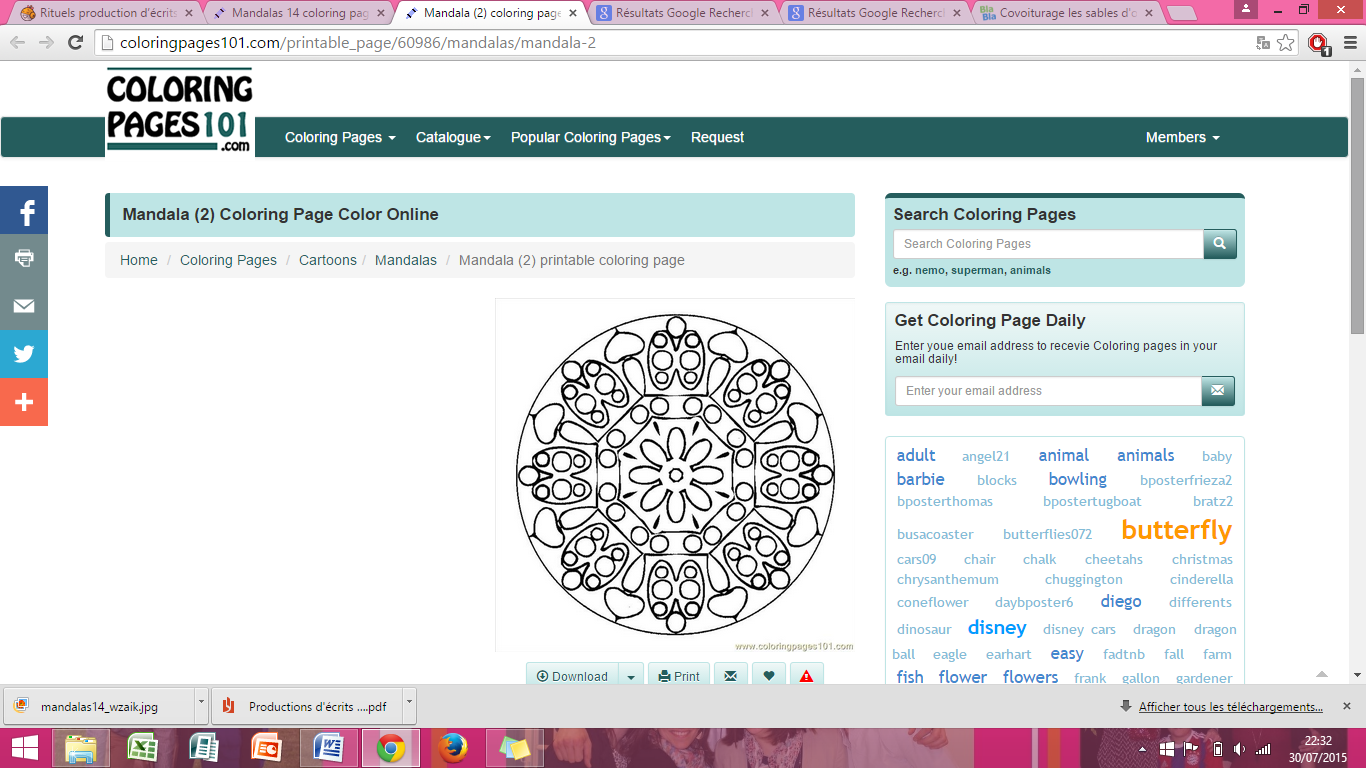 Rituels production d'écrits
Mandalas 14 coloring pag
Mandala (2) coloring page
Résultats Google Recherc
Résultats Google Recherc
Bla Bla Covoiturage les sables d'o
coloringpages101.com/printable_page/60986/mandalas/mandala-2
1
COLORING
PAGES101
.com
Coloring Pages Catalogue Popular Coloring Pages Request Members
Mandala (2) Coloring Page Color Online
Home / Coloring Pages / Cartoons / Mandalas / Mandala (2) printable coloring page
www.coloringpages101.com
Download Print
Search Coloring Pages
Search Coloring Pages
e.g. nemo, superman, animals
Get Coloring Page Daily
Enter youe email address to recevie Coloring pages in your
email daily!
Enter your email address
adult angel21 animal animals baby
barbie blocks bowling bposterfrieza2
bposterthomas bpostertugboat bratz2
busacoaster butterflies072 butterfly
cars09 chair chalk cheetahs christmas
chrysanthemum chuggington cinderella
coneflower daybposter6 diego differents
dinosaur disney disney cars dragon dragon
ball eagle earhart easy fadtnb fall farm
fish flower flowers frank gallon gardener
mandalas14_wzaik.jpg
Productions d'écrits ....pdf
Afficher tous les téléchargements...
22:32
30/07/2015